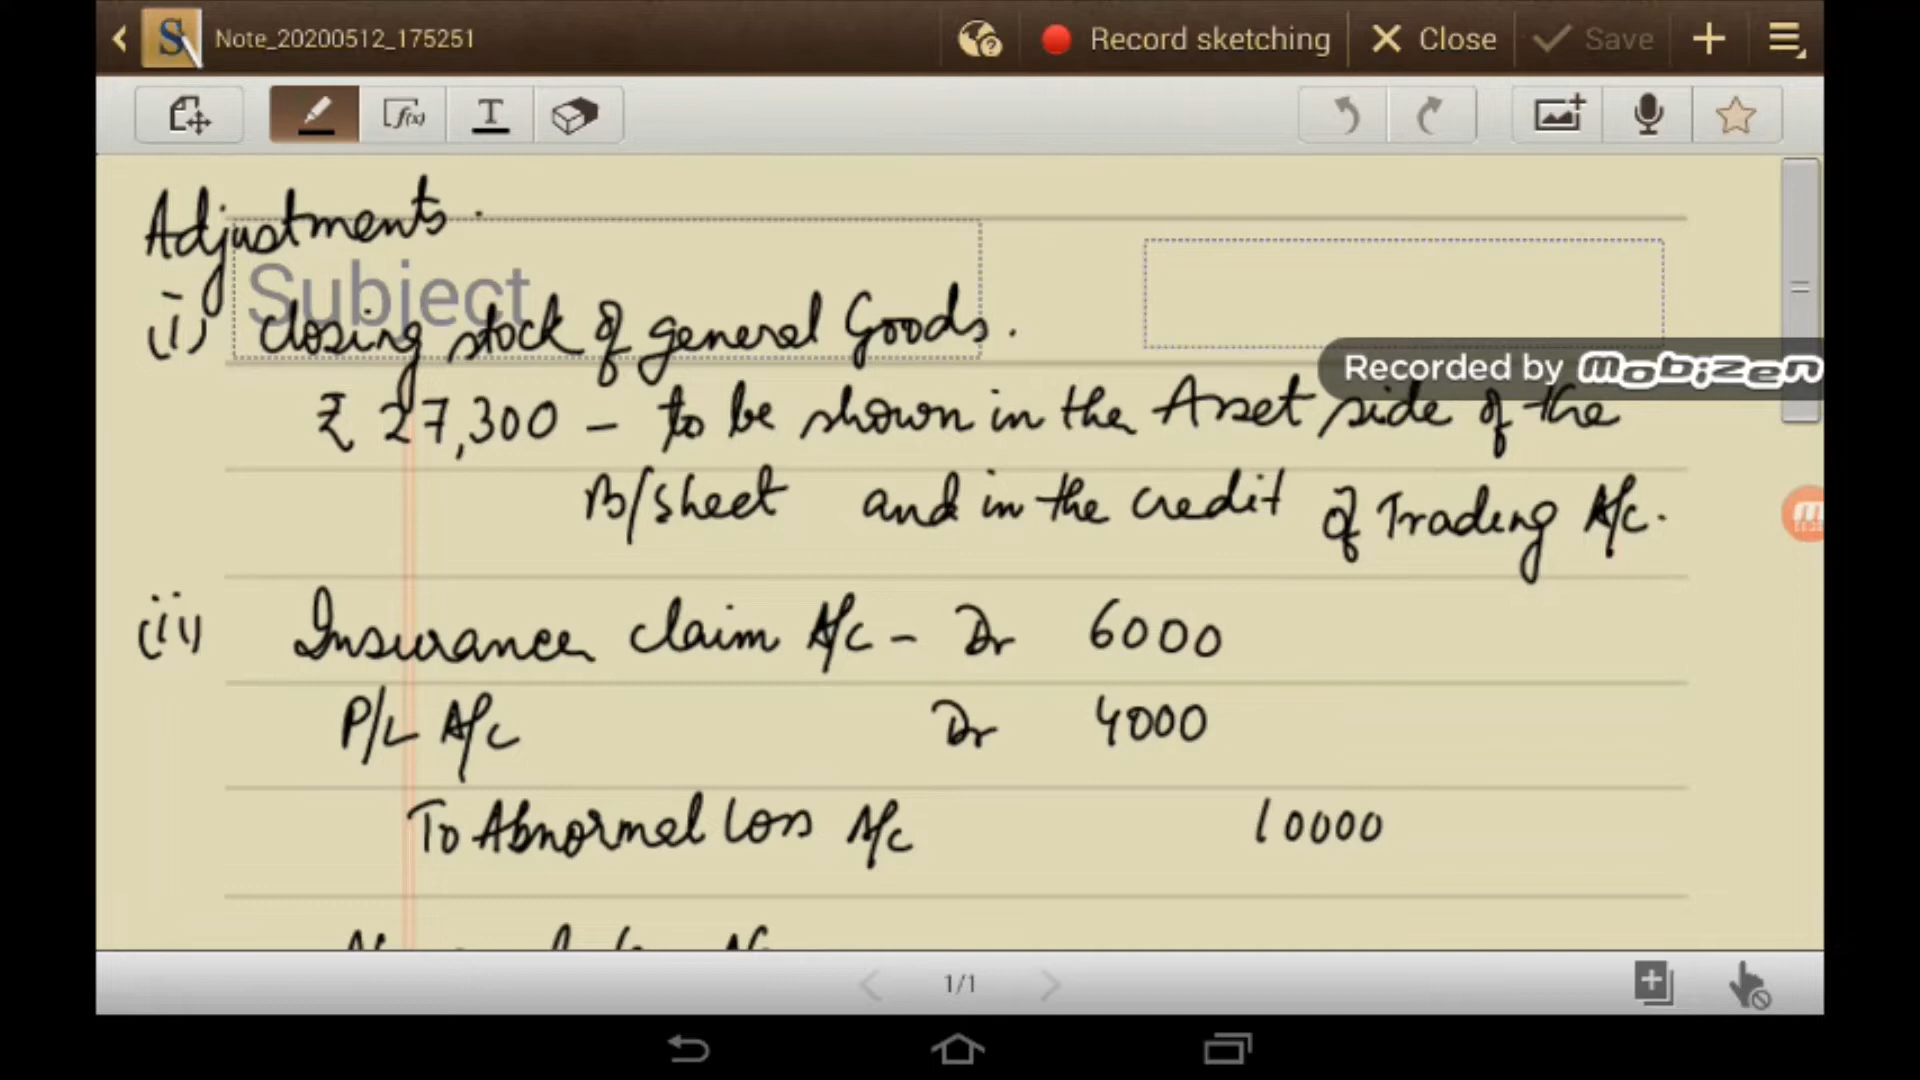 Note_20200512_175251
Record sketching
Close
Save
Adjustments.
Subject
(i) Closing stock of general Goods.
Recorded by mobizen
₹ 27,300 - to be shown in the Asset side of the
B/Sheet and in the credit of Trading A/c.
(ii) Insurance claim A/c - Dr 6000
P/L A/c Dr 4000
To Abnormal Loss A/c 10000
1/1